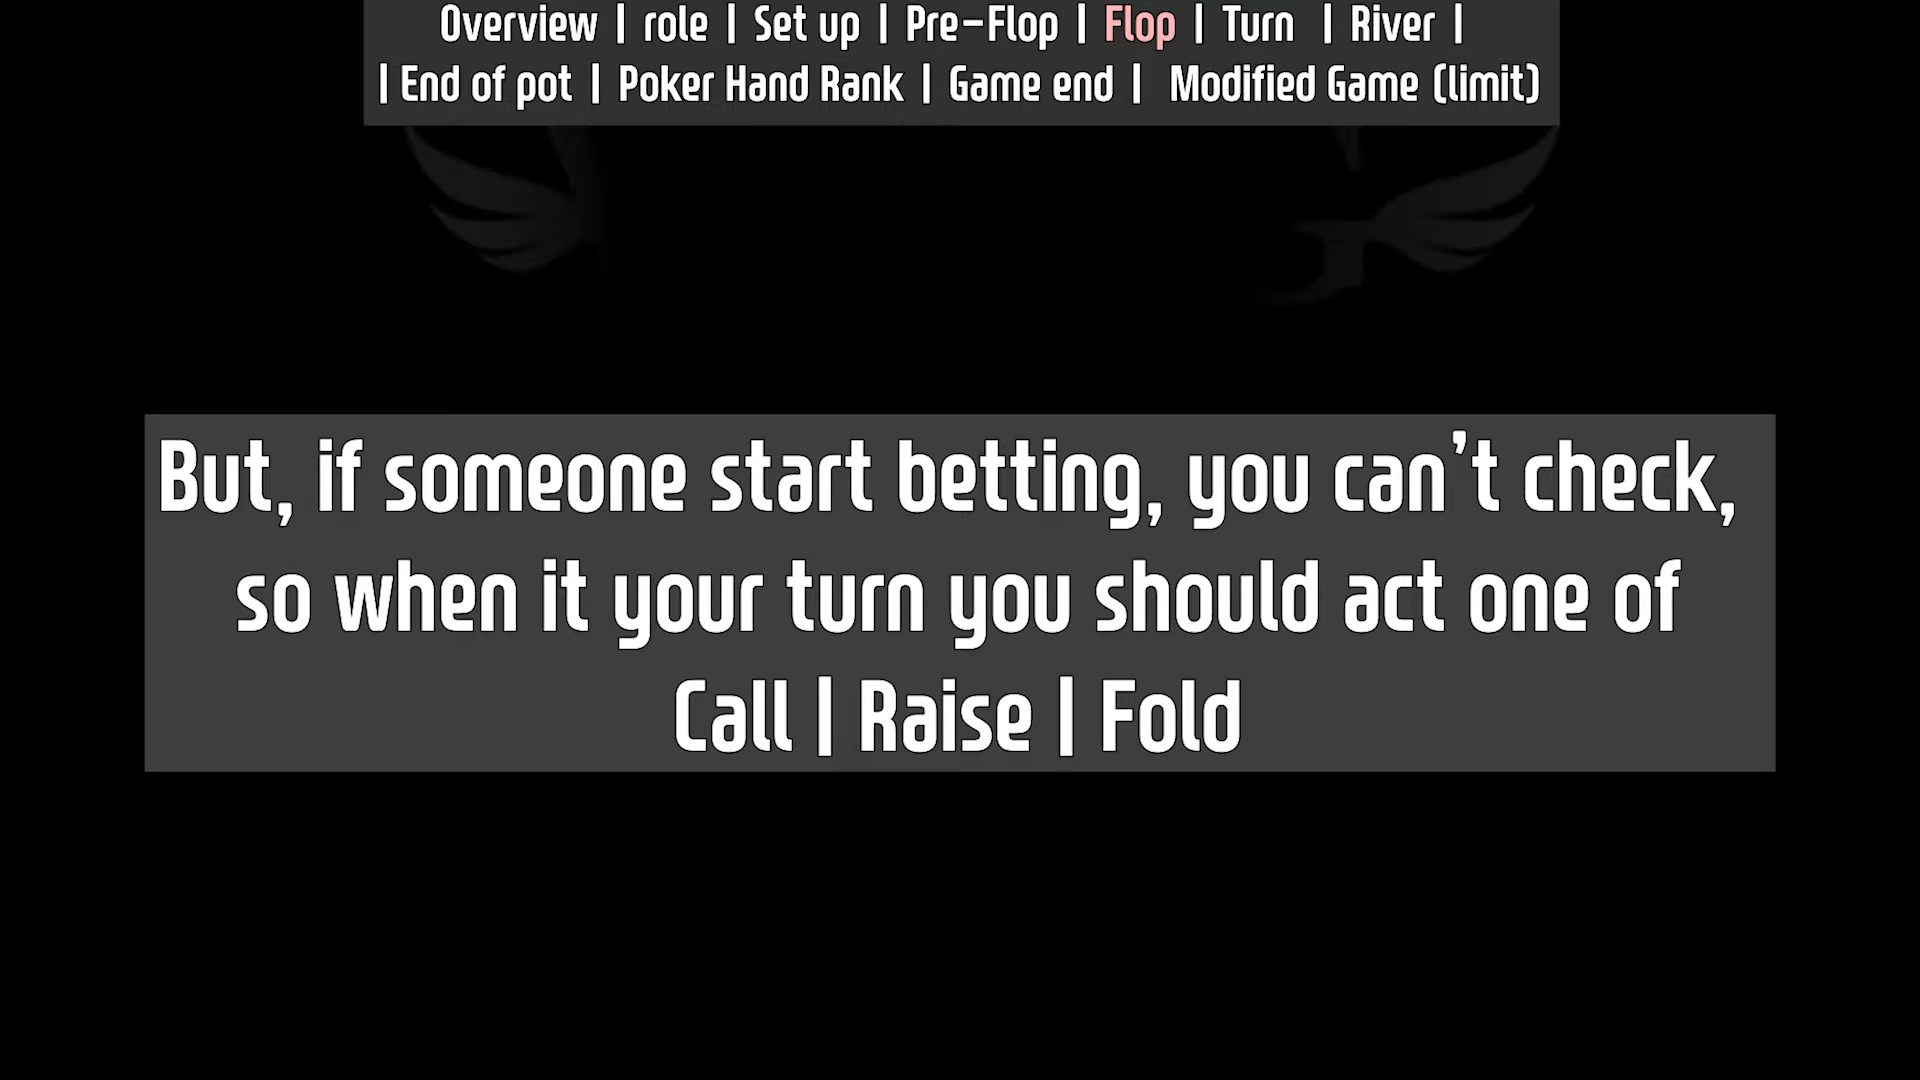 Overview | role | Set up | Pre-Flop | Flop | Turn | River |
| End of pot | Poker Hand Rank | Game end | Modified Game (limit)
But, if someone start betting, you can't check,
so when it your turn you should act one of
Call | Raise | Fold